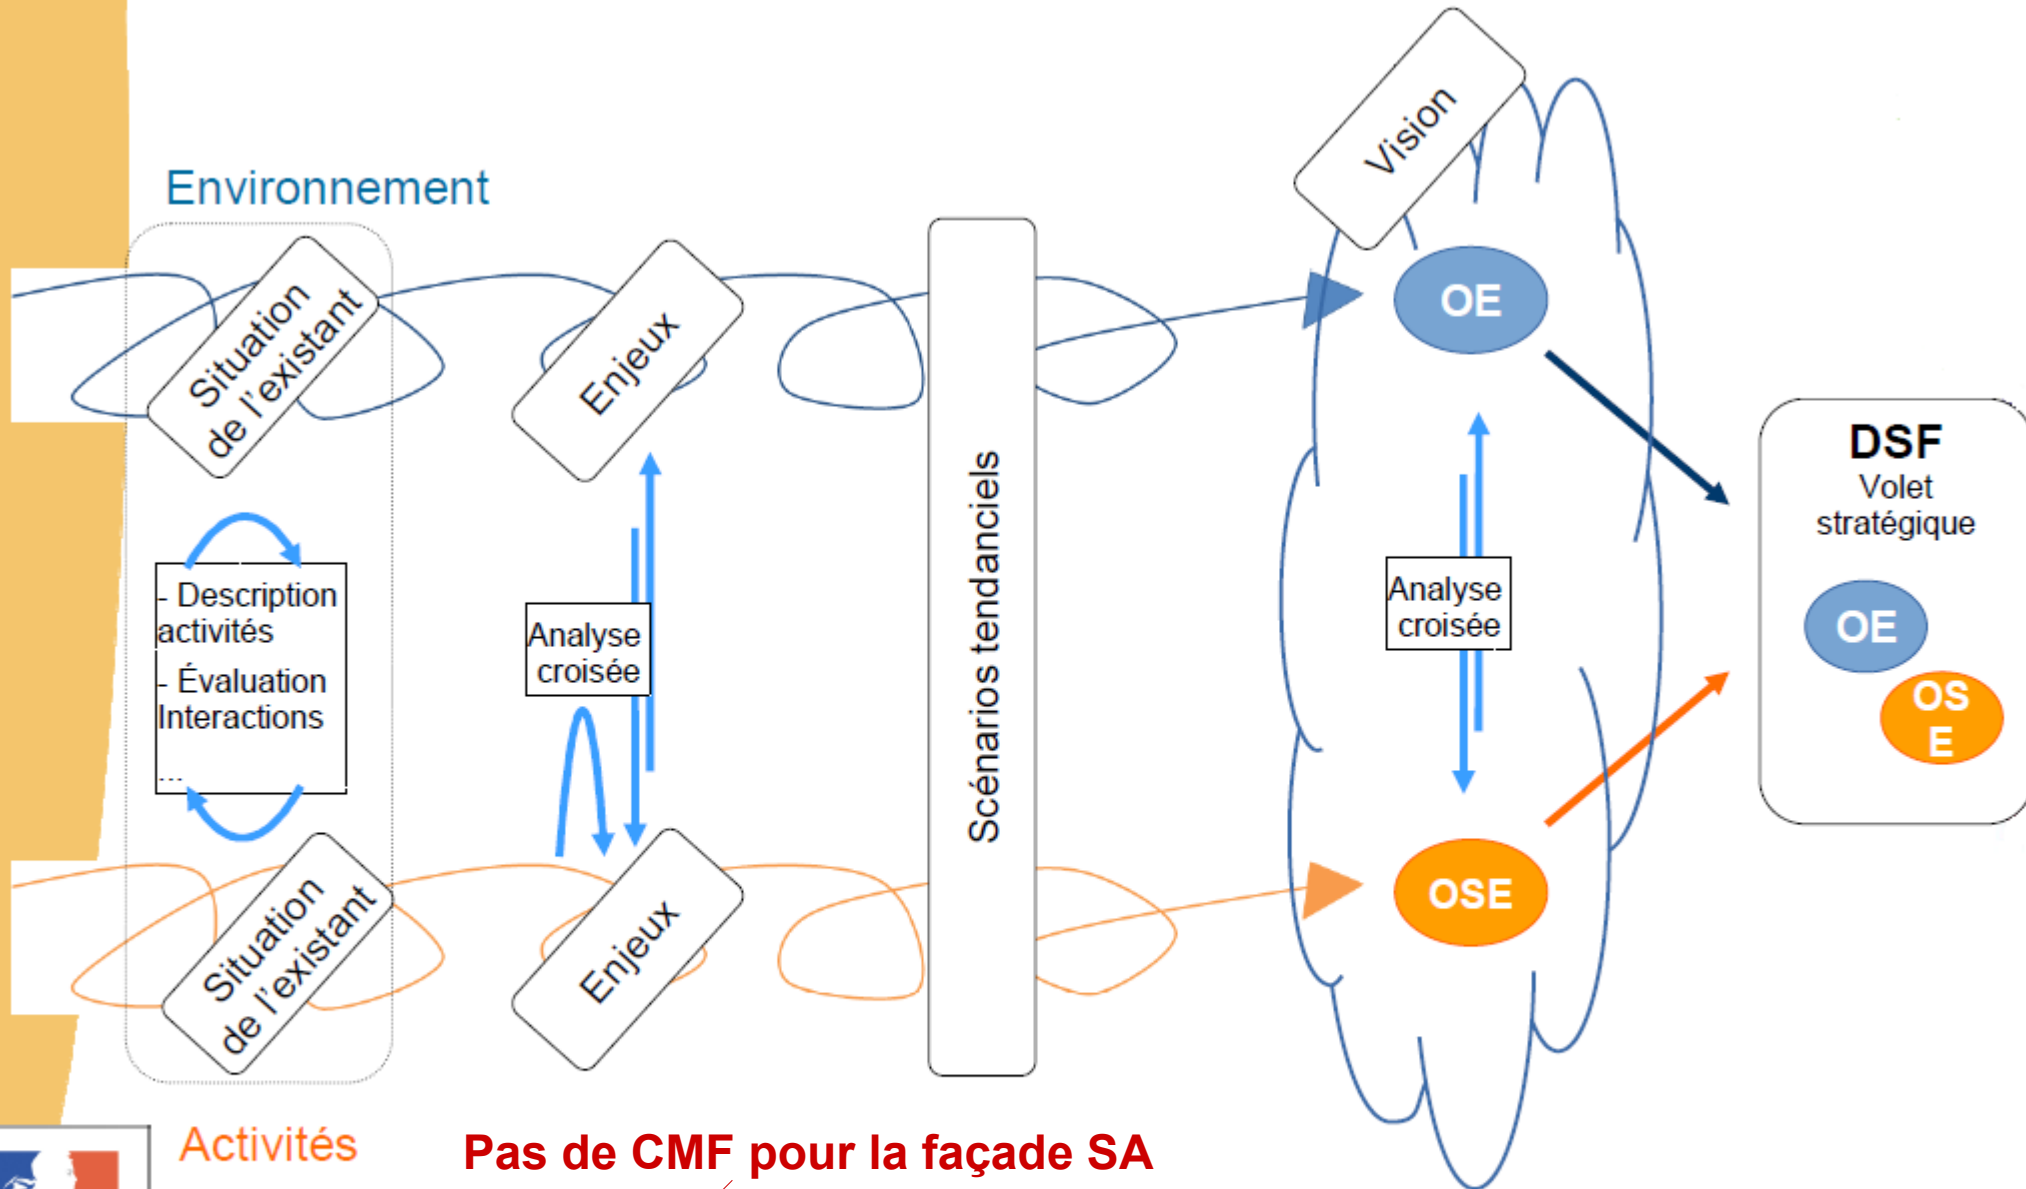 Vision
Environnement
Situation
de l'existant
Enjeux
OE
Scénarios tendanciels
DSF
Volet
stratégique
OE
OS
E
- Description
activités
- Évaluation
Interactions
...
Analyse
croisée
Analyse
croisée
Situation
de l'existant
Enjeux
OSE
Activités
Pas de CMF pour la façade SA